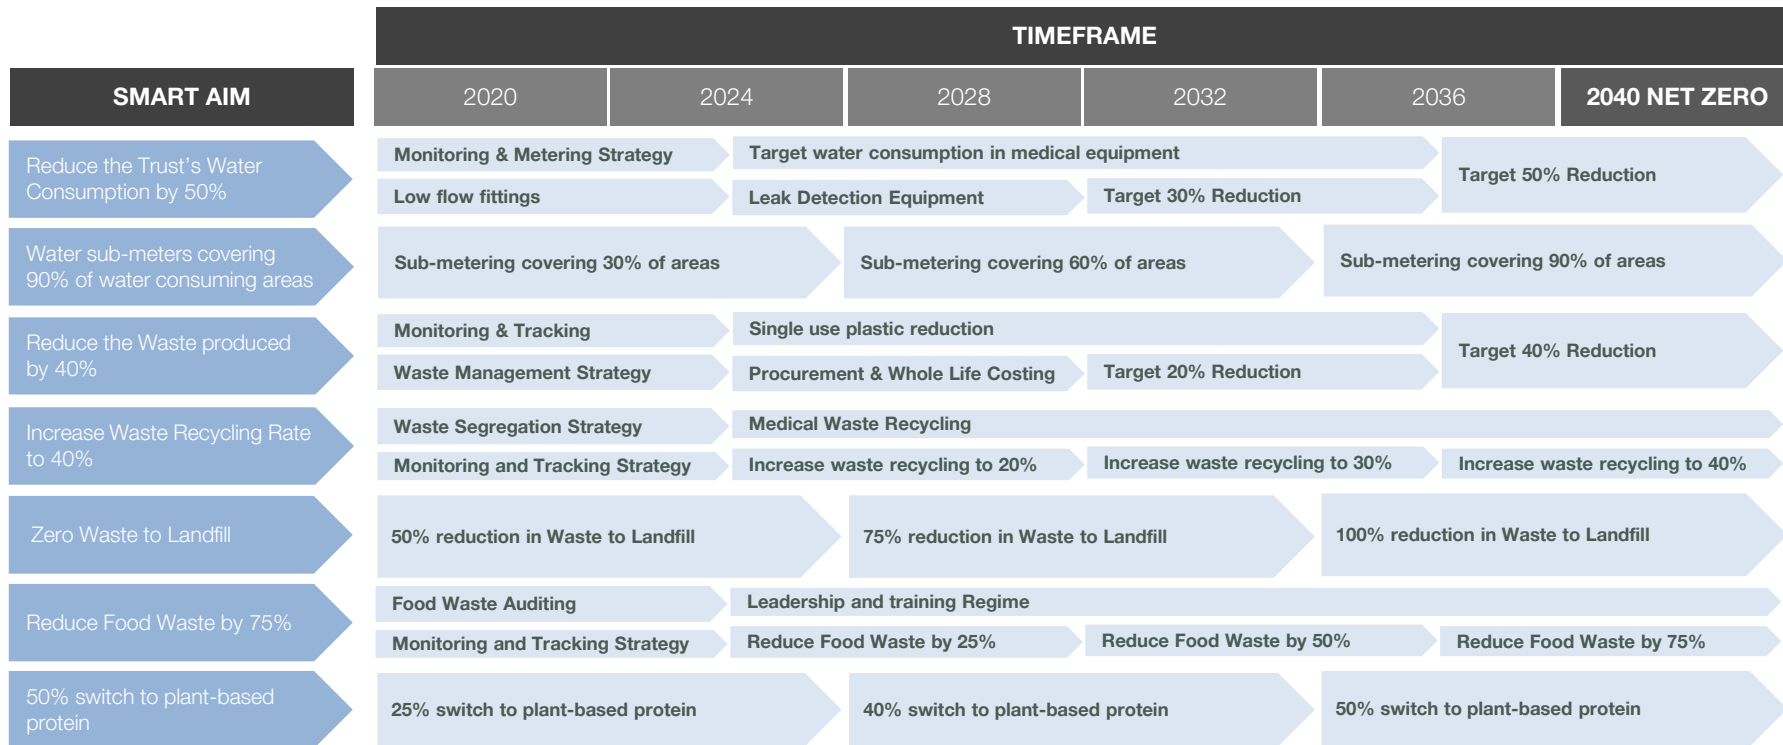 TIMEFRAME
SMART AIM
2020
2024
2028
2032
2036
2040 NET ZERO
Reduce the Trust’s Water
Consumption by 50%
Monitoring & Metering Strategy
Target water consumption in medical equipment
Low flow fittings
Leak Detection Equipment
Target 30% Reduction
Target 50% Reduction
Water sub-meters covering
90% of water consuming areas
Sub-metering covering 30% of areas
Sub-metering covering 60% of areas
Sub-metering covering 90% of areas
Reduce the Waste produced
by 40%
Monitoring & Tracking
Single use plastic reduction
Waste Management Strategy
Procurement & Whole Life Costing
Target 20% Reduction
Target 40% Reduction
Increase Waste Recycling Rate
to 40%
Waste Segregation Strategy
Medical Waste Recycling
Monitoring and Tracking Strategy
Increase waste recycling to 20%
Increase waste recycling to 30%
Increase waste recycling to 40%
Zero Waste to Landfill
50% reduction in Waste to Landfill
75% reduction in Waste to Landfill
100% reduction in Waste to Landfill
Reduce Food Waste by 75%
Food Waste Auditing
Leadership and training Regime
Monitoring and Tracking Strategy
Reduce Food Waste by 25%
Reduce Food Waste by 50%
Reduce Food Waste by 75%
50% switch to plant-based
protein
25% switch to plant-based protein
40% switch to plant-based protein
50% switch to plant-based protein